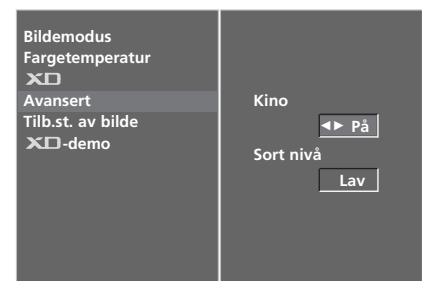 Bildemodus
Fargetemperatur
XD
Avansert
Tilb.st. av bilde
XD-demo
Kino
◄► På
Sort nivå
Lav